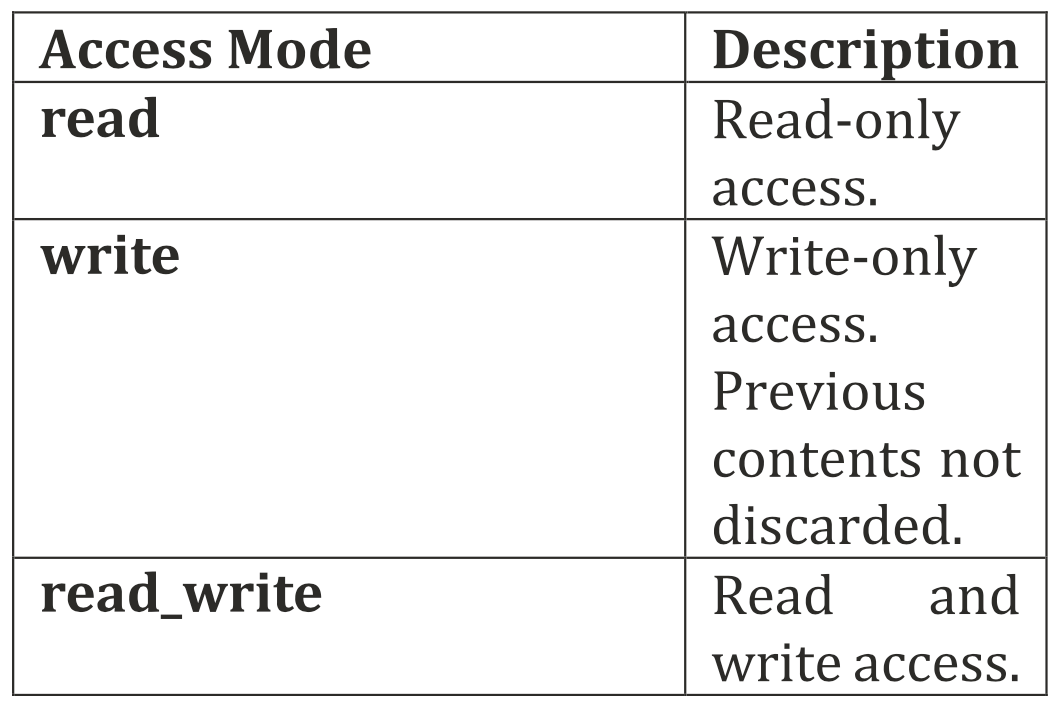 Access Mode Description
read Read-only
access.
write Write-only
access.
Previous
contents not
discarded.
read_write Read and
write access.